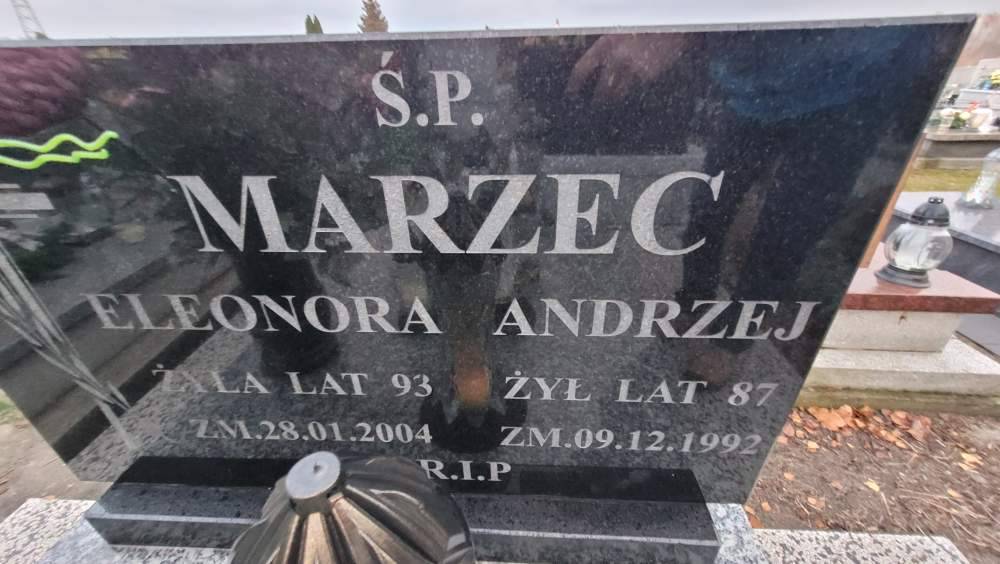 Ś.P.
MARZEC
ELEONORA ANDRZEJ
ŻYŁA LAT 93 ŻYŁ LAT 87
ZM.28.01.2004 ZM.09.12.1992
R.I.P